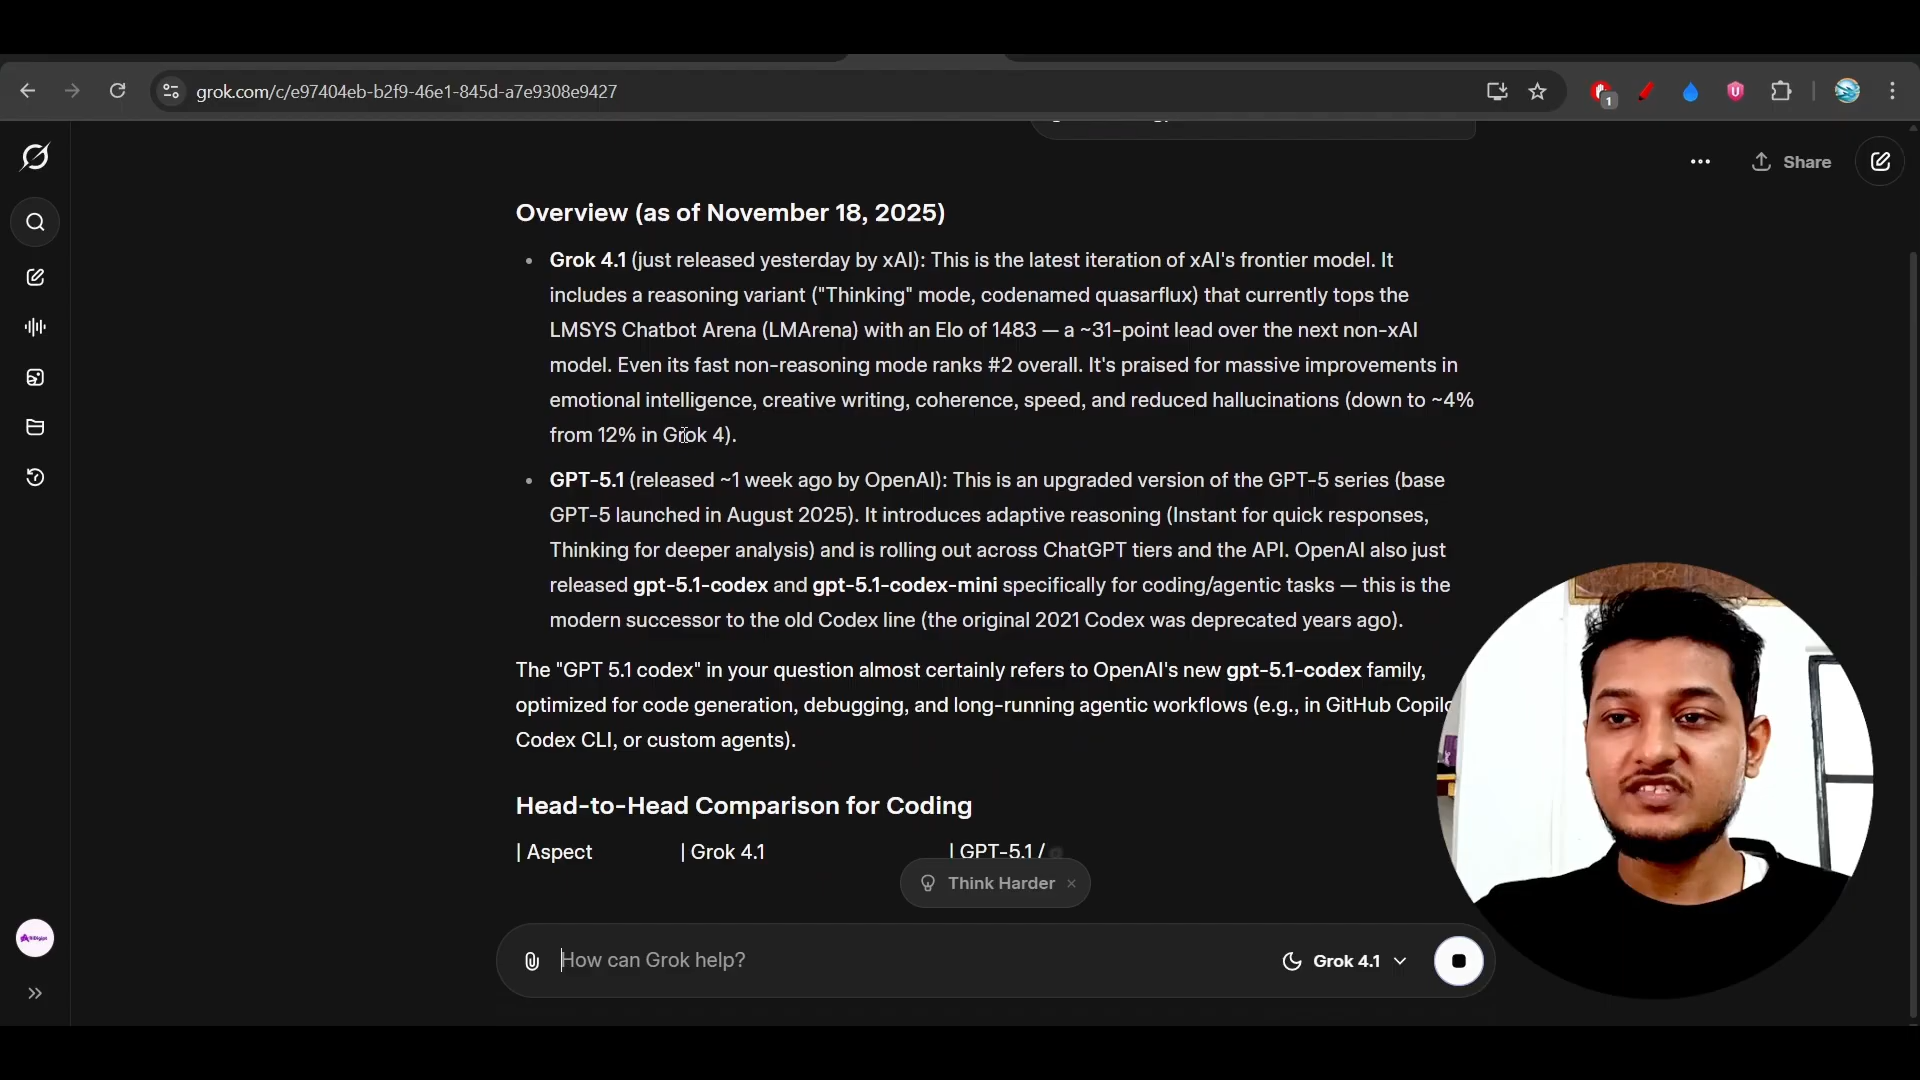 grok.com/c/e97404eb-b2f9-46e1-845d-a7e9308e9427
1
Share
Overview (as of November 18, 2025)
• Grok 4.1 (just released yesterday by xAI): This is the latest iteration of xAI's frontier model. It
includes a reasoning variant ("Thinking" mode, codenamed quasarflux) that currently tops the
LMSYS Chatbot Arena (LMArena) with an Elo of 1483 — a ~31-point lead over the next non-xAI
model. Even its fast non-reasoning mode ranks #2 overall. It's praised for massive improvements in
emotional intelligence, creative writing, coherence, speed, and reduced hallucinations (down to ~4%
from 12% in Grok 4).
• GPT-5.1 (released ~1 week ago by OpenAI): This is an upgraded version of the GPT-5 series (base
GPT-5 launched in August 2025). It introduces adaptive reasoning (Instant for quick responses,
Thinking for deeper analysis) and is rolling out across ChatGPT tiers and the API. OpenAI also just
released gpt-5.1-codex and gpt-5.1-codex-mini specifically for coding/agentic tasks — this is the
modern successor to the old Codex line (the original 2021 Codex was deprecated years ago).
The "GPT 5.1 codex" in your question almost certainly refers to OpenAI's new gpt-5.1-codex family,
optimized for code generation, debugging, and long-running agentic workflows (e.g., in GitHub Copilo
Codex CLI, or custom agents).
Head-to-Head Comparison for Coding
| Aspect | Grok 4.1 | GPT-5.1 /
Think Harder
How can Grok help?
Grok 4.1